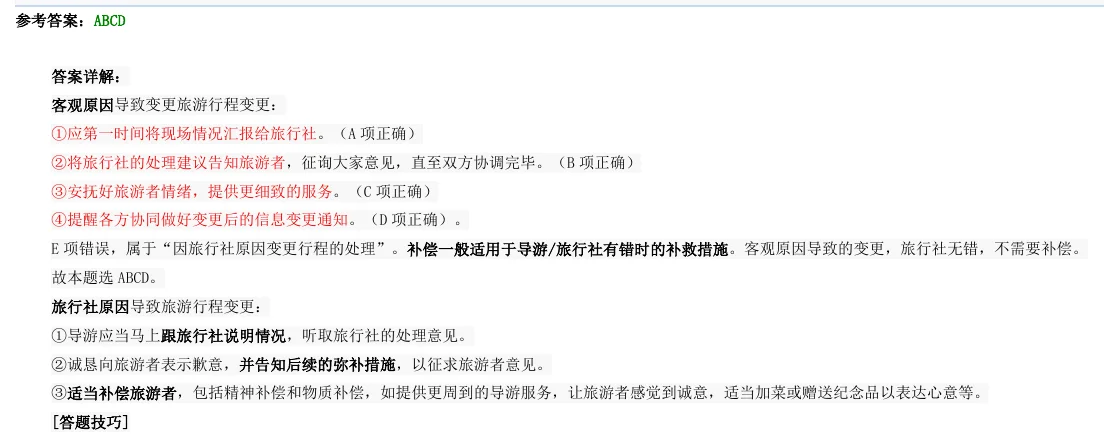 参考答案：ABCD
答案详解：
客观原因导致变更旅游行程变更：
①应第一时间将现场情况汇报给旅行社。（A 项正确）
②将旅行社的处理建议告知旅游者，征询大家意见，直至双方协调完毕。（B 项正确）
③安抚好旅游者情绪，提供更细致的服务。（C 项正确）
④提醒各方协同做好变更后的信息变更通知。（D 项正确）。
E 项错误，属于“因旅行社原因变更行程的处理”。补偿一般适用于导游/旅行社有错时的补救措施。客观原因导致的变更，旅行社无错，不需要补偿。
故本题选 ABCD。
旅行社原因导致旅游行程变更：
①导游应当马上跟旅行社说明情况，听取旅行社的处理意见。
②诚恳向旅游者表示歉意，并告知后续的弥补措施，以征求旅游者意见。
③适当补偿旅游者，包括精神补偿和物质补偿，如提供更周到的导游服务，让旅游者感觉到诚意，适当加菜或赠送纪念品以表达心意等。
[答题技巧]